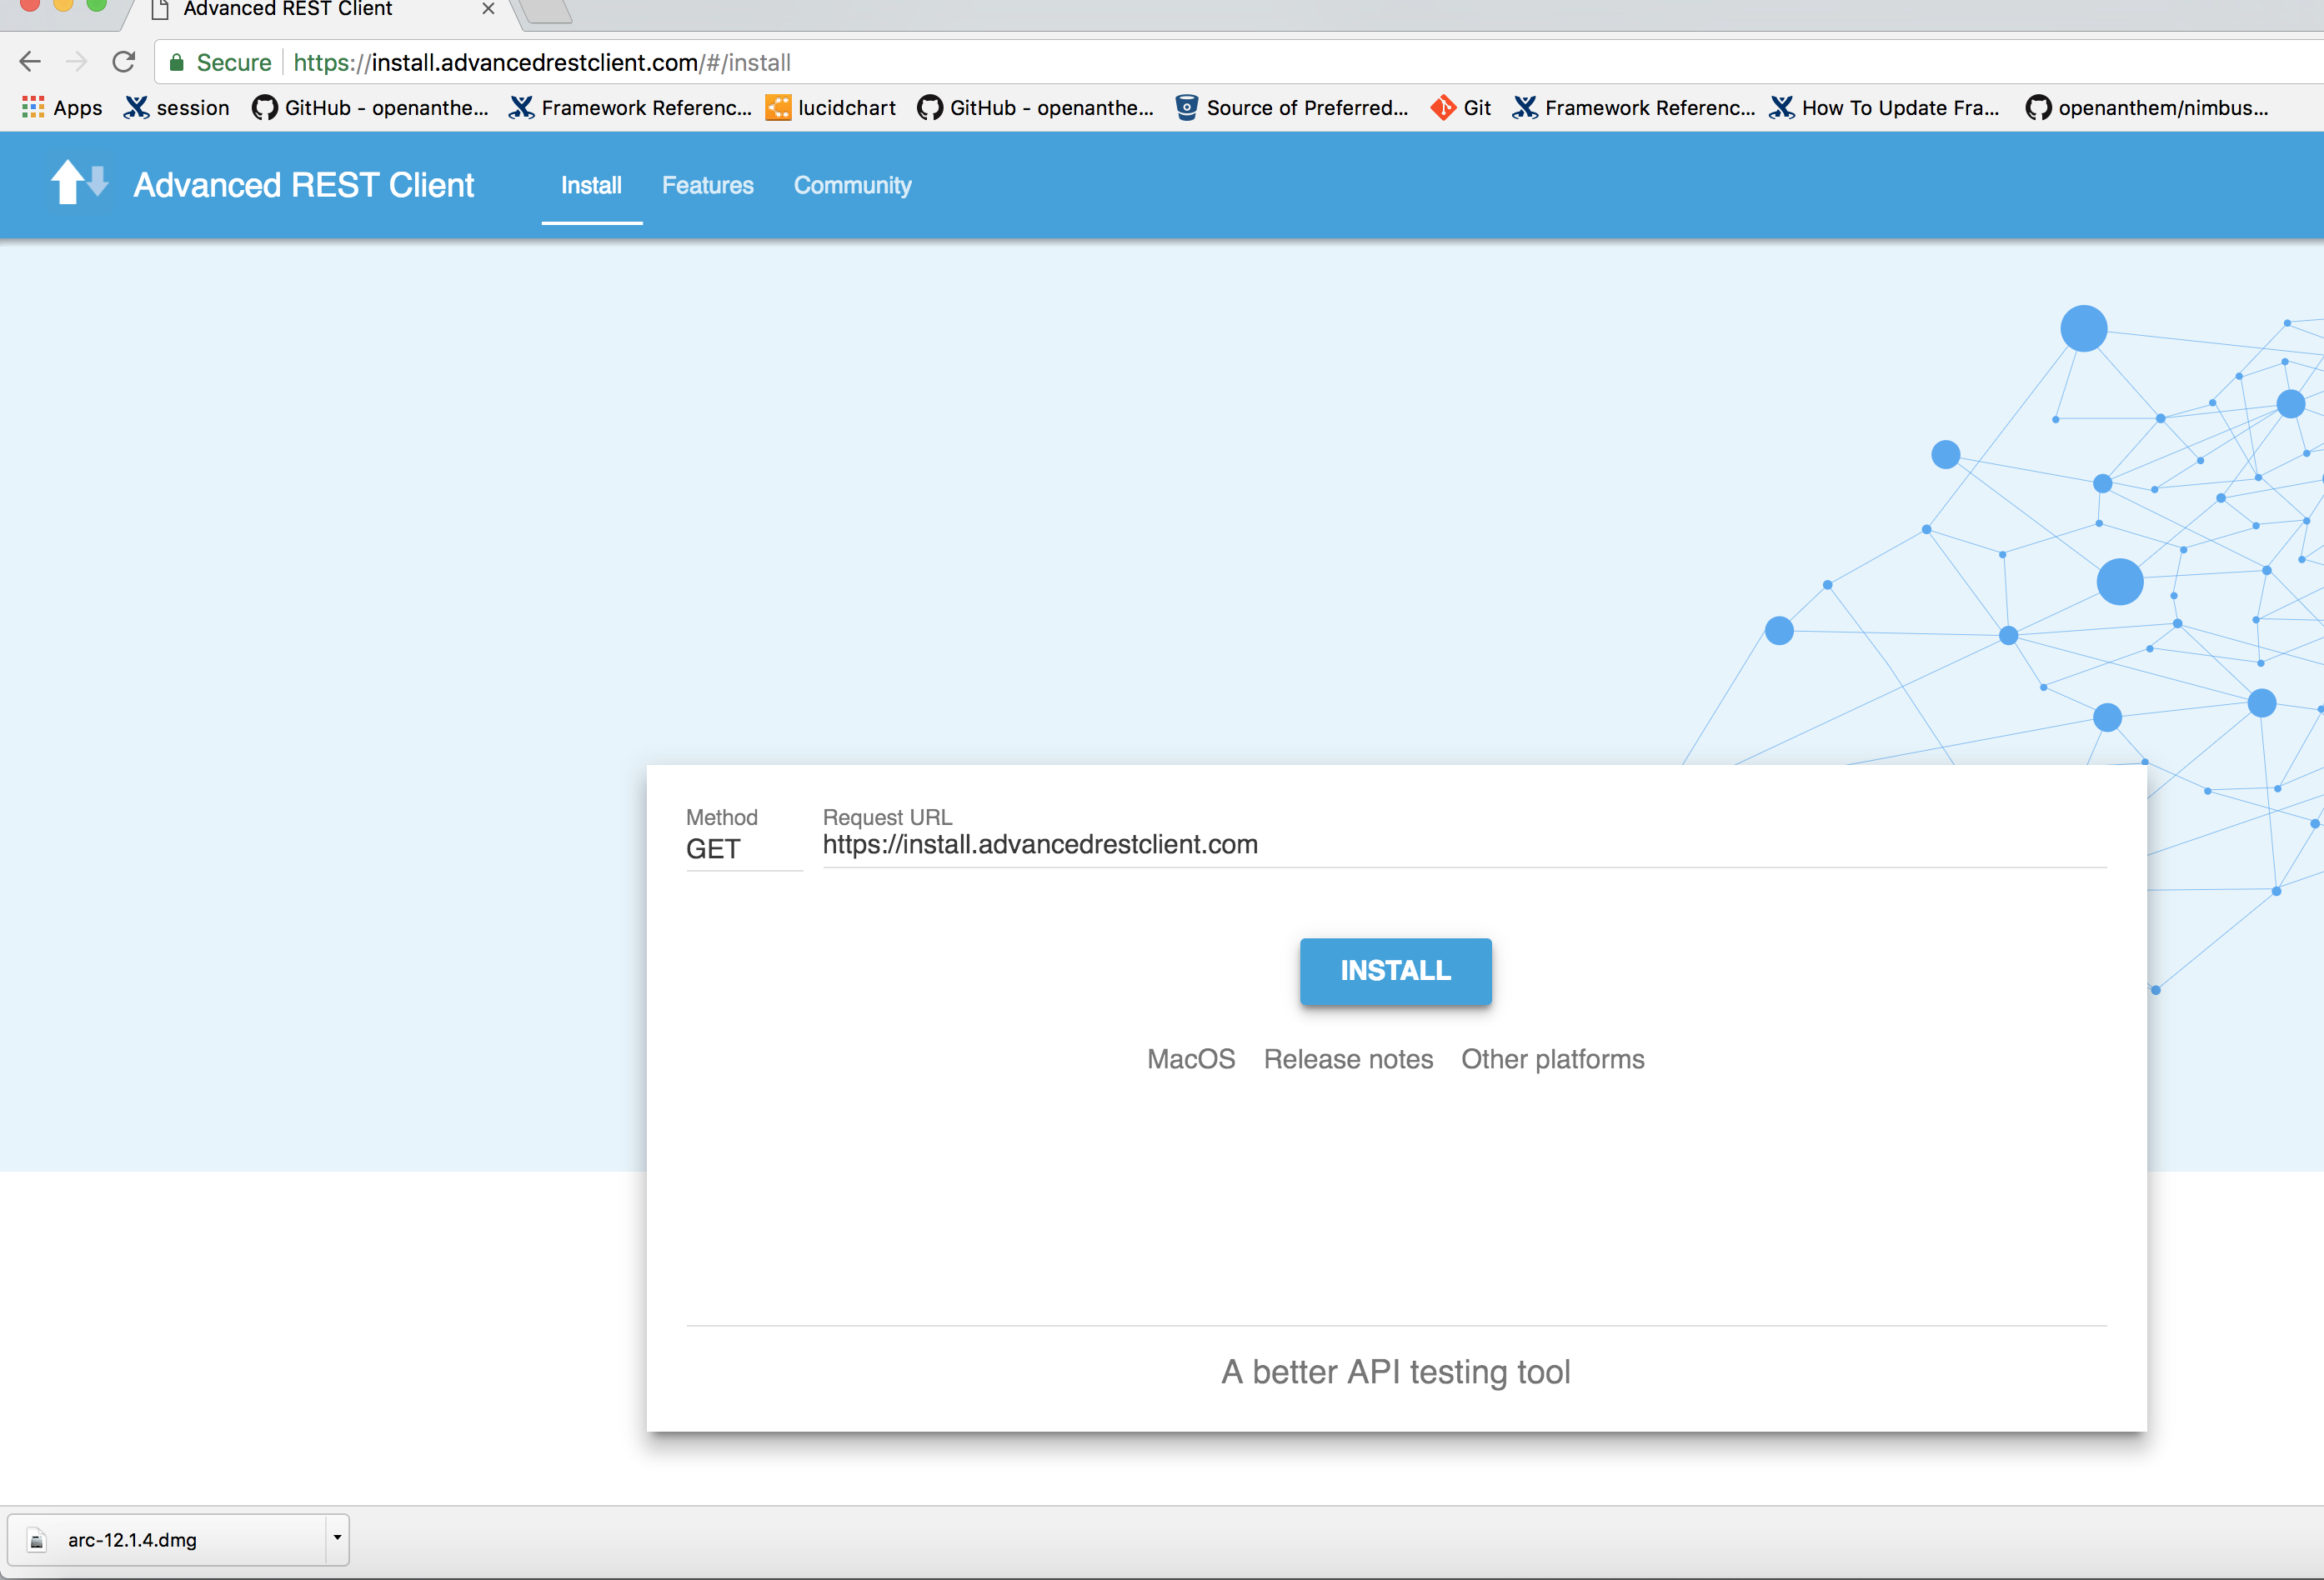 Advanced REST Client
Secure https://install.advancedrestclient.com/#/install
Apps session GitHub - openanthe... Framework Referenc... lucidchart GitHub - openanthe... Source of Preferred... Git Framework Referenc... How To Update Fra... openanthem/nimbus...
Advanced REST Client Install Features Community
Method Request URL
GET https://install.advancedrestclient.com
INSTALL
MacOS Release notes Other platforms
A better API testing tool
arc-12.1.4.dmg